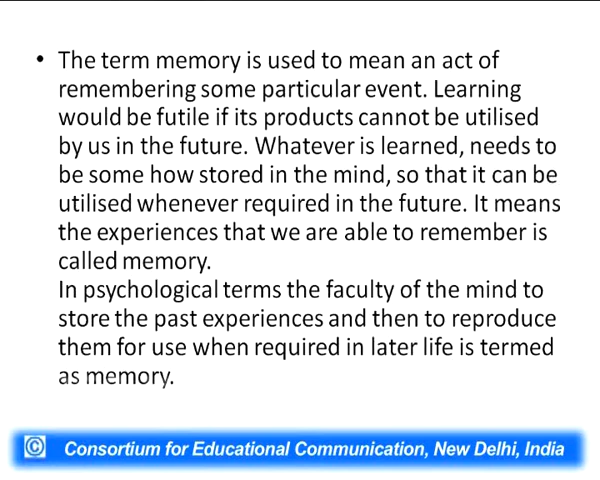 • The term memory is used to mean an act of
remembering some particular event. Learning
would be futile if its products cannot be utilised
by us in the future. Whatever is learned, needs to
be some how stored in the mind, so that it can be
utilised whenever required in the future. It means
the experiences that we are able to remember is
called memory.
In psychological terms the faculty of the mind to
store the past experiences and then to reproduce
them for use when required in later life is termed
as memory.
© Consortium for Educational Communication, New Delhi, India